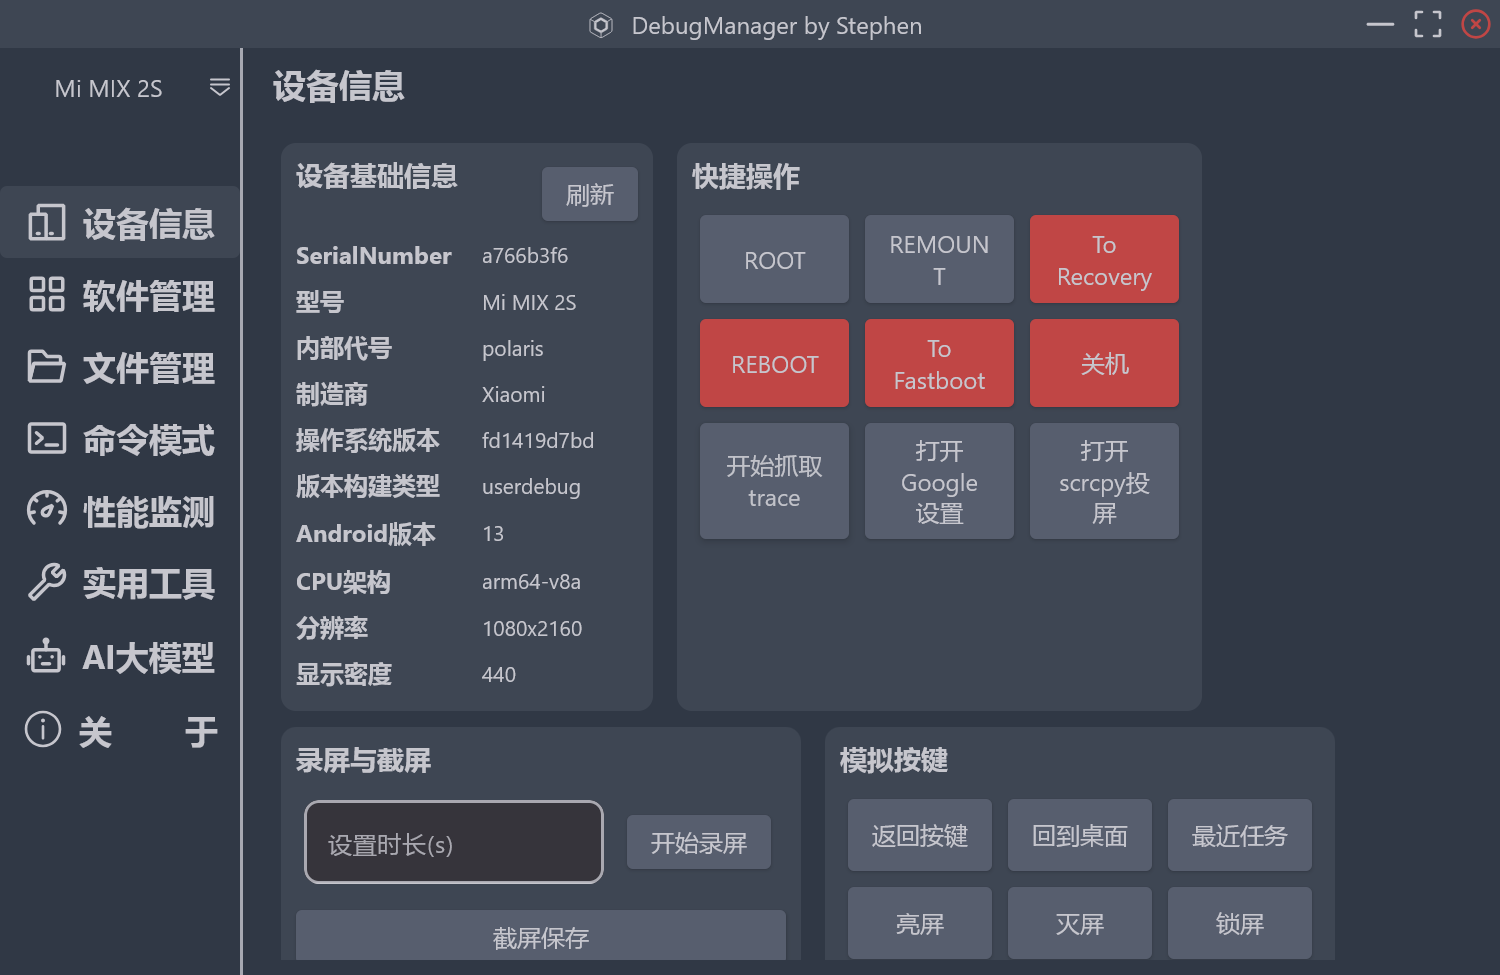 DebugManager by Stephen
Mi MIX 2S
设备信息
软件管理
文件管理
命令模式
性能监测
实用工具
AI大模型
关 于
设备信息
设备基础信息
刷新
SerialNumber a766b3f6
型号 Mi MIX 2S
内部代号 polaris
制造商 Xiaomi
操作系统版本 fd1419d7bd
版本构建类型 userdebug
Android版本 13
CPU架构 arm64-v8a
分辨率 1080x2160
显示密度 440
快捷操作
ROOT
REMOUN
T
To
Recovery
REBOOT
To
Fastboot
关机
开始抓取
trace
打开
Google
设置
打开
scrcpy投
屏
录屏与截屏
设置时长(s)
开始录屏
截屏保存
模拟按键
返回按键
回到桌面
最近任务
亮屏
灭屏
锁屏